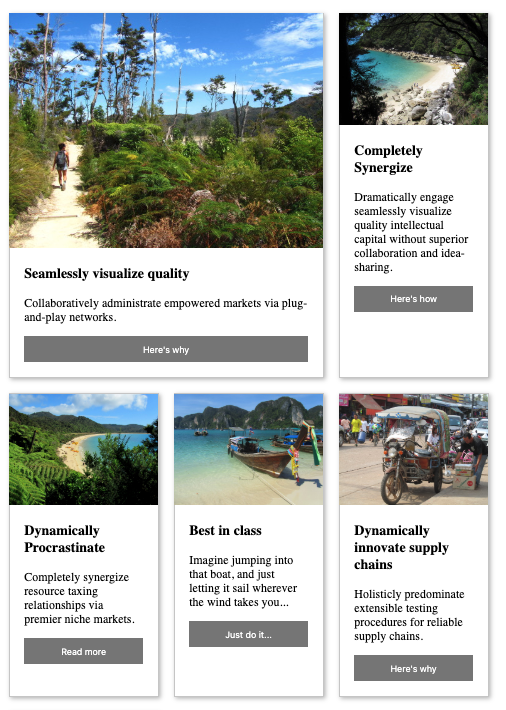 Seamlessly visualize quality
Collaboratively administrate empowered markets via plug-
and-play networks.
Here's why
Completely
Synergize
Dramatically engage
seamlessly visualize
quality intellectual
capital without superior
collaboration and idea-
sharing.
Here's how
Dynamically
Procrastinate
Completely synergize
resource taxing
relationships via
premier niche markets.
Read more
Best in class
Imagine jumping into
that boat, and just
letting it sail wherever
the wind takes you...
Just do it...
Dynamically
innovate supply
chains
Holisticly predominate
extensible testing
procedures for reliable
supply chains.
Here's why